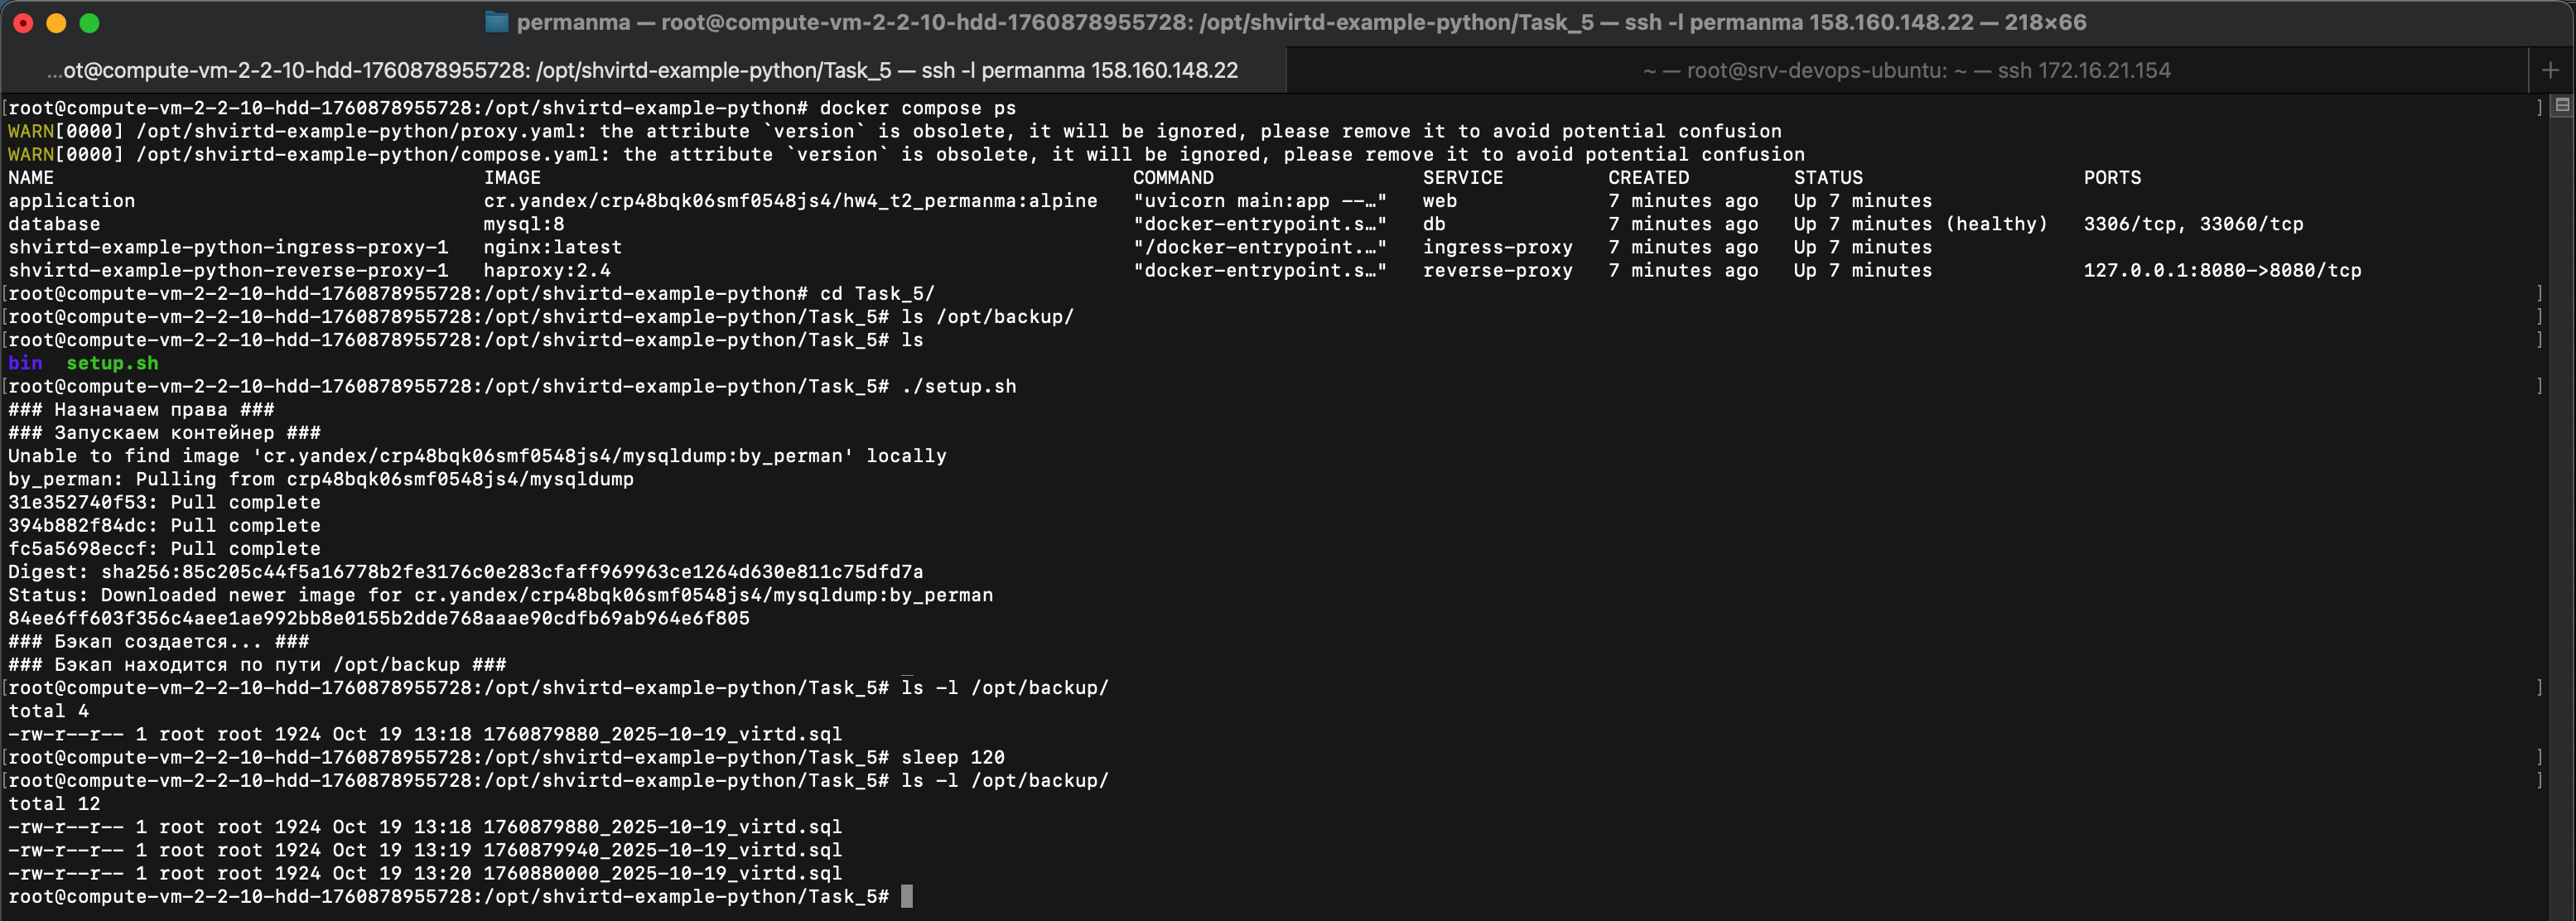 permanma — root@compute-vm-2-2-10-hdd-1760878955728: /opt/shvirtd-example-python/Task_5 — ssh -l permanma 158.160.148.22 — 218×66
...ot@compute-vm-2-2-10-hdd-1760878955728: /opt/shvirtd-example-python/Task_5 — ssh -l permanma 158.160.148.22
~ — root@srv-devops-ubuntu: ~ — ssh 172.16.21.154 +
[root@compute-vm-2-2-10-hdd-1760878955728:/opt/shvirtd-example-python# docker compose ps ]
WARN[0000] /opt/shvirtd-example-python/proxy.yaml: the attribute `version` is obsolete, it will be ignored, please remove it to avoid potential confusion
WARN[0000] /opt/shvirtd-example-python/compose.yaml: the attribute `version` is obsolete, it will be ignored, please remove it to avoid potential confusion
NAME IMAGE COMMAND SERVICE CREATED STATUS PORTS
application cr.yandex/crp48bqk06smf0548js4/hw4_t2_permanma:alpine "uvicorn main:app --…" web 7 minutes ago Up 7 minutes
database mysql:8 "docker-entrypoint.s…" db 7 minutes ago Up 7 minutes (healthy) 3306/tcp, 33060/tcp
shvirtd-example-python-ingress-proxy-1 nginx:latest "/docker-entrypoint.…" ingress-proxy 7 minutes ago Up 7 minutes
shvirtd-example-python-reverse-proxy-1 haproxy:2.4 "docker-entrypoint.s…" reverse-proxy 7 minutes ago Up 7 minutes 127.0.0.1:8080->8080/tcp
[root@compute-vm-2-2-10-hdd-1760878955728:/opt/shvirtd-example-python# cd Task_5/ ]
[root@compute-vm-2-2-10-hdd-1760878955728:/opt/shvirtd-example-python/Task_5# ls /opt/backup/ ]
[root@compute-vm-2-2-10-hdd-1760878955728:/opt/shvirtd-example-python/Task_5# ls ]
bin setup.sh
[root@compute-vm-2-2-10-hdd-1760878955728:/opt/shvirtd-example-python/Task_5# ./setup.sh ]
### Назначаем права ###
### Запускаем контейнер ###
Unable to find image 'cr.yandex/crp48bqk06smf0548js4/mysqldump:by_perman' locally
by_perman: Pulling from crp48bqk06smf0548js4/mysqldump
31e352740f53: Pull complete
394b882f84dc: Pull complete
fc5a5698eccf: Pull complete
Digest: sha256:85c205c44f5a16778b2fe3176c0e283cfaff969963ce1264d630e811c75dfd7a
Status: Downloaded newer image for cr.yandex/crp48bqk06smf0548js4/mysqldump:by_perman
84ee6ff603f356c4aee1ae992bb8e0155b2dde768aaae90cdfb69ab964e6f805
### Бэкап создается... ###
### Бэкап находится по пути /opt/backup ###
[root@compute-vm-2-2-10-hdd-1760878955728:/opt/shvirtd-example-python/Task_5# ls -l /opt/backup/ ]
total 4
-rw-r--r-- 1 root root 1924 Oct 19 13:18 1760879880_2025-10-19_virtd.sql
[root@compute-vm-2-2-10-hdd-1760878955728:/opt/shvirtd-example-python/Task_5# sleep 120 ]
[root@compute-vm-2-2-10-hdd-1760878955728:/opt/shvirtd-example-python/Task_5# ls -l /opt/backup/ ]
total 12
-rw-r--r-- 1 root root 1924 Oct 19 13:18 1760879880_2025-10-19_virtd.sql
-rw-r--r-- 1 root root 1924 Oct 19 13:19 1760879940_2025-10-19_virtd.sql
-rw-r--r-- 1 root root 1924 Oct 19 13:20 1760880000_2025-10-19_virtd.sql
root@compute-vm-2-2-10-hdd-1760878955728:/opt/shvirtd-example-python/Task_5#